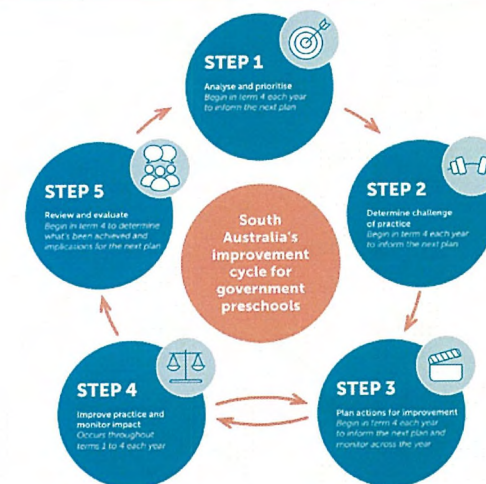 STEP 1
Analyse and prioritise
Begin in term 4 each year
to inform the next plan
STEP 2
Determine challenge
of practice
Begin in term 4 each year
to inform the next plan
STEP 3
Plan actions for improvement
Begin in term 4 each year
to inform the next plan and
monitor across the year
STEP 4
Improve practice and
monitor impact
Occurs throughout
terms 1 to 4 each year
STEP 5
Review and evaluate
Begin in term 4 to determine
what's been achieved and
implications for the next plan
South
Australia's
improvement
cycle for
government
preschools